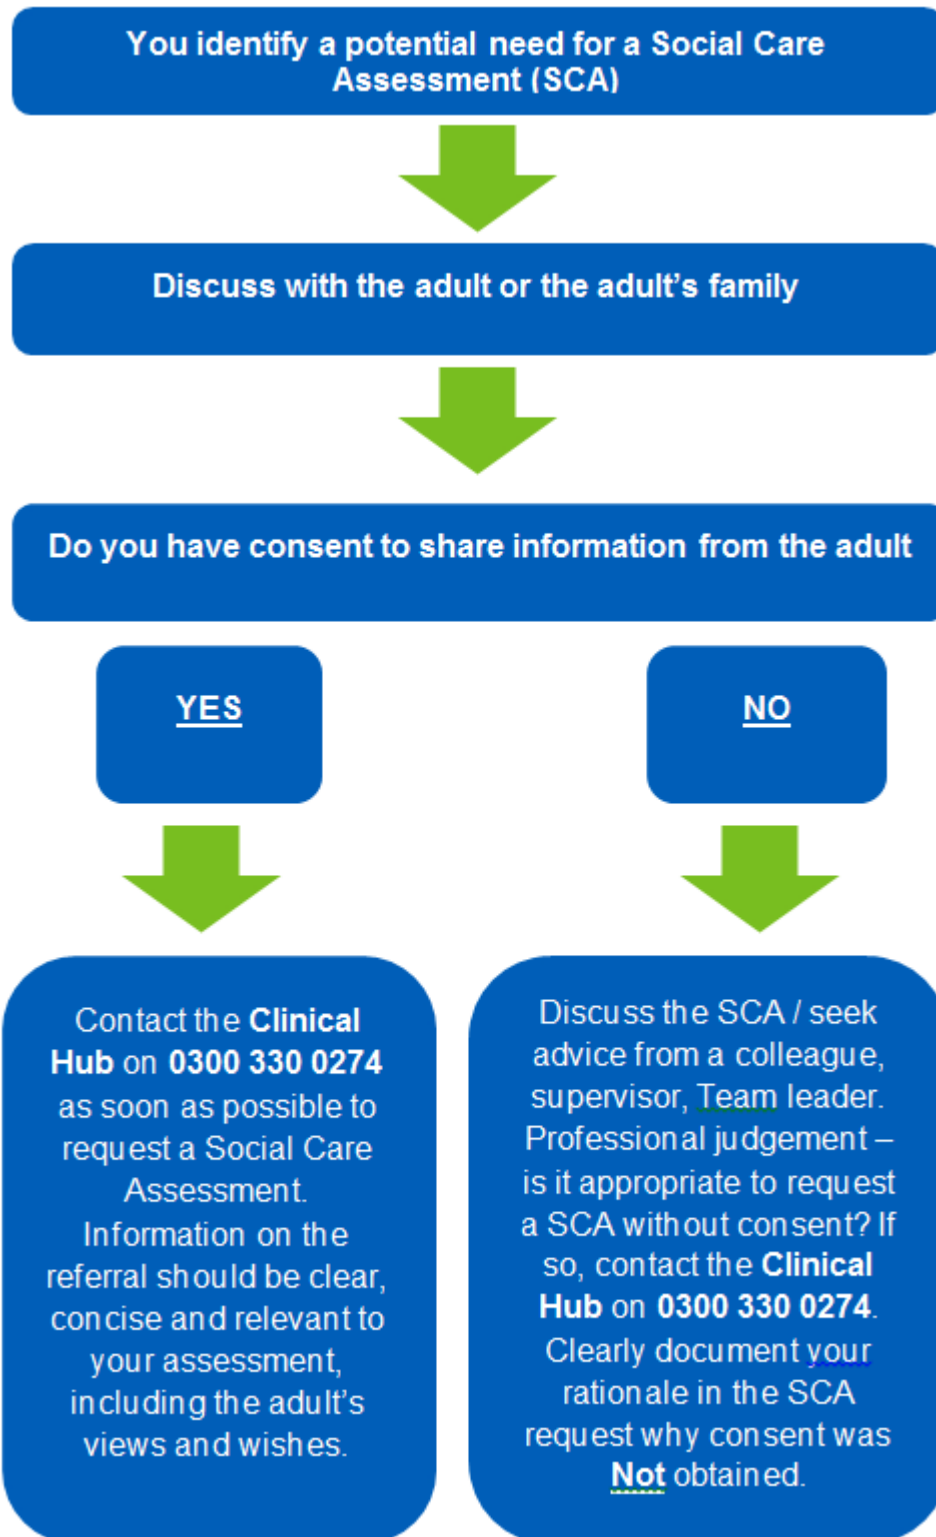 You identify a potential need for a Social Care
Assessment (SCA)
Discuss with the adult or the adult’s family
Do you have consent to share information from the adult
YES
NO
Contact the Clinical
Hub on 0300 330 0274
as soon as possible to
request a Social Care
Assessment.
Information on the
referral should be clear,
concise and relevant to
your assessment,
including the adult’s
views and wishes.
Discuss the SCA / seek
advice from a colleague,
supervisor, Team leader.
Professional judgement –
is it appropriate to request
a SCA without consent? If
so, contact the Clinical
Hub on 0300 330 0274.
Clearly document your
rationale in the SCA
request why consent was
Not obtained.